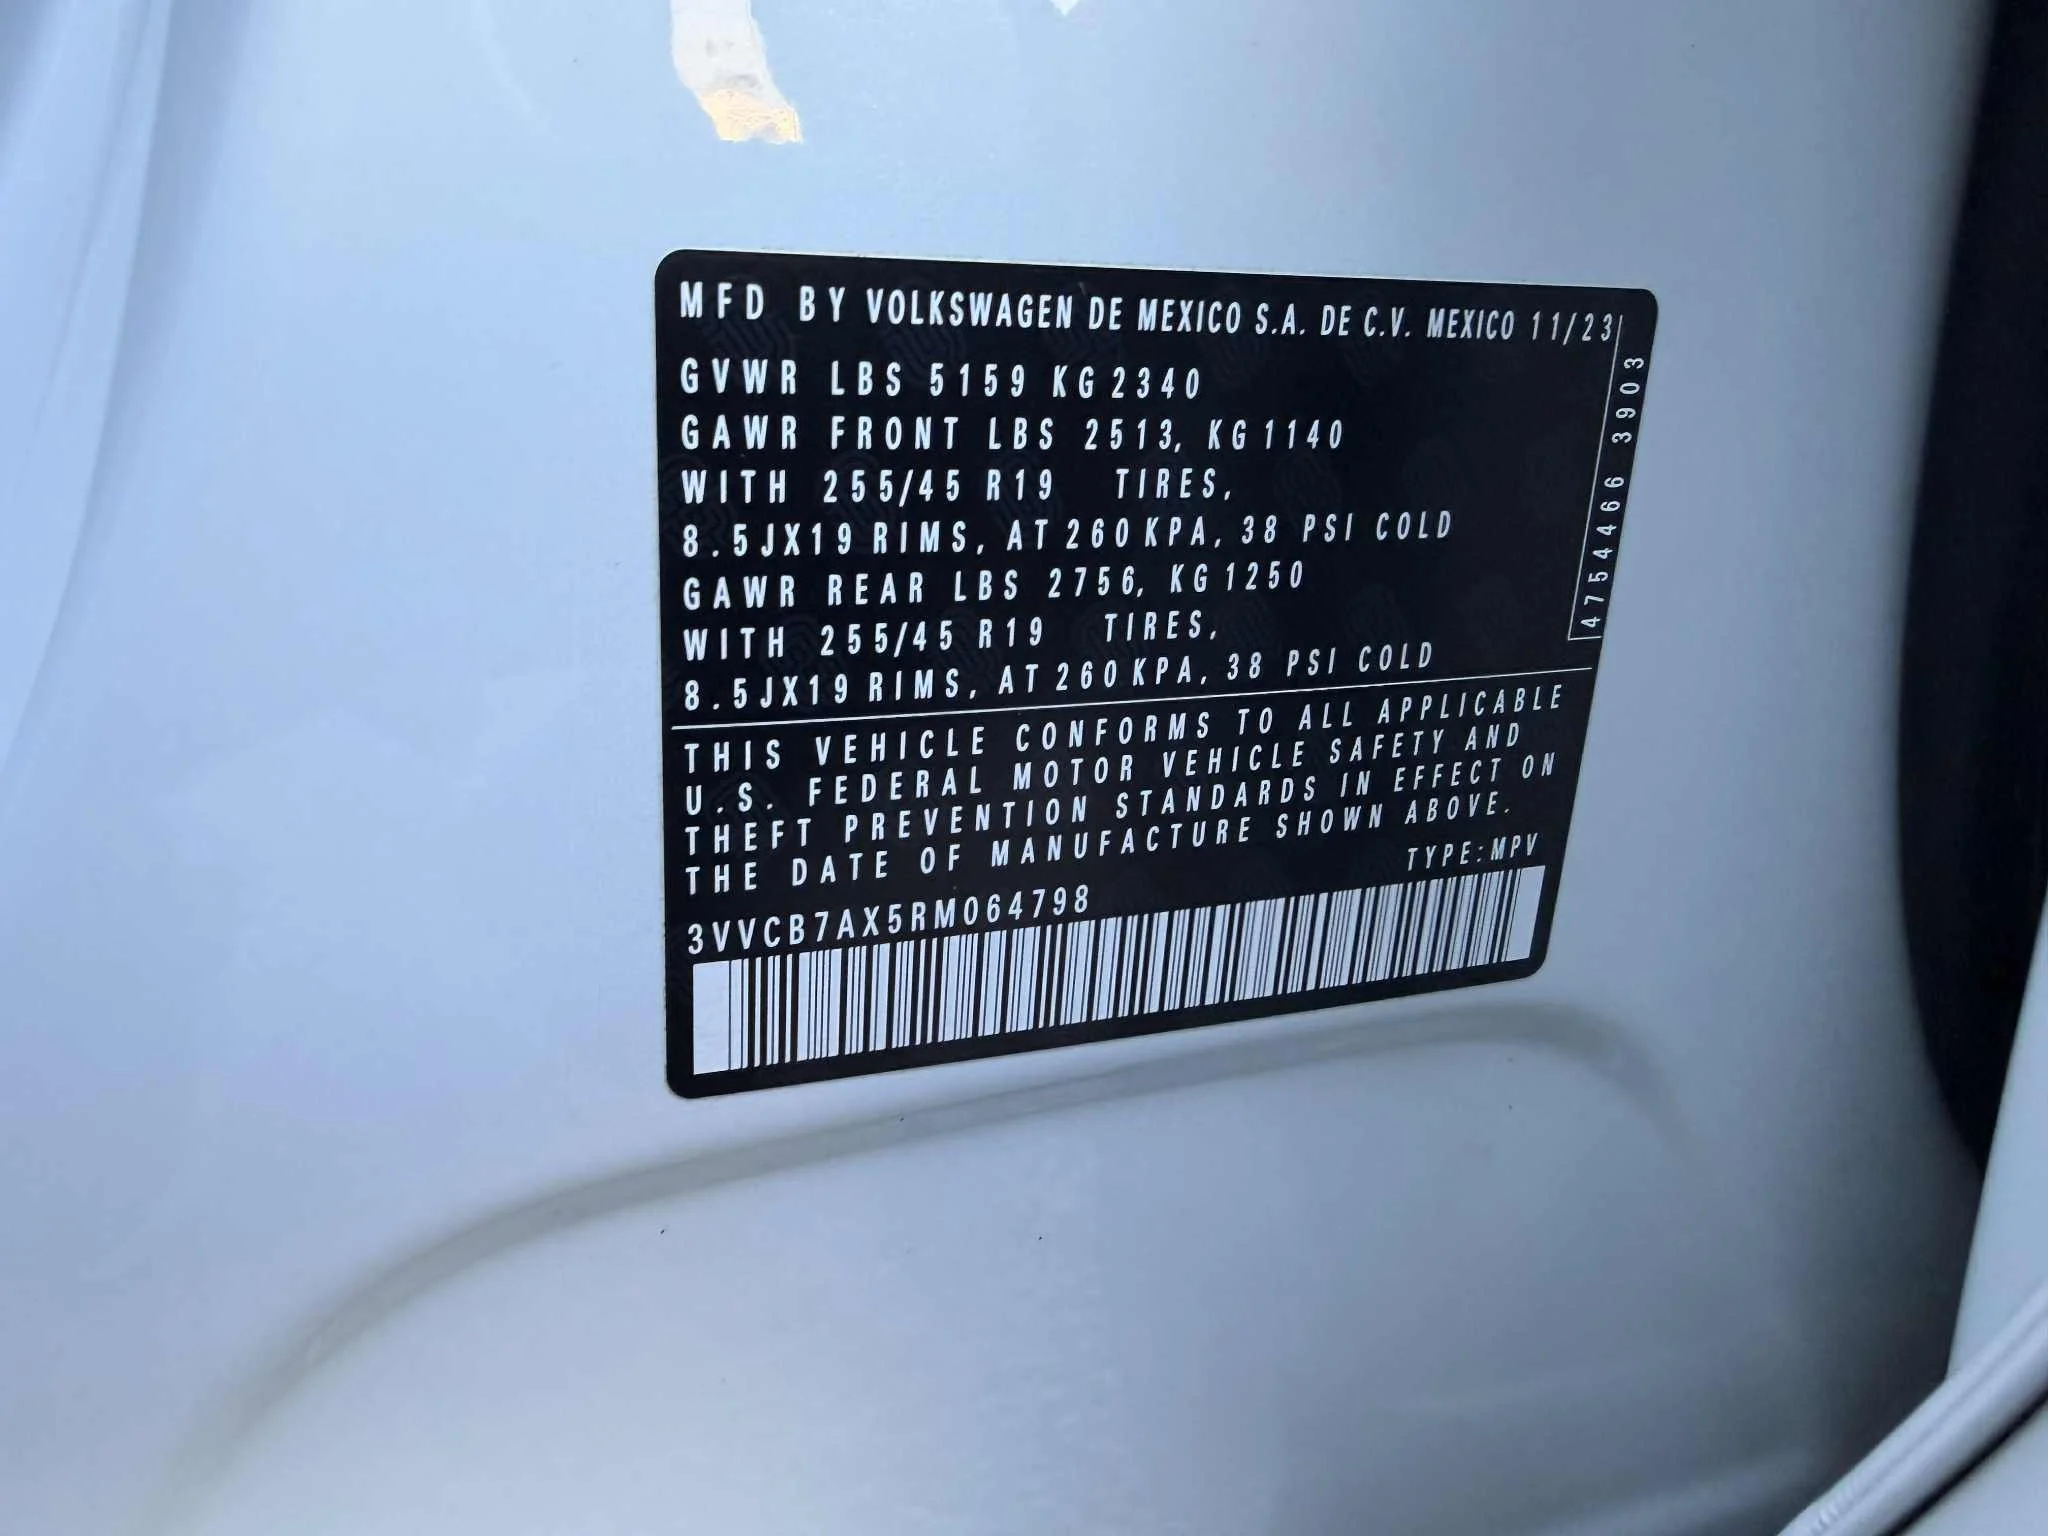 MFD BY VOLKSWAGEN DE MEXICO S.A. DE C.V. MEXICO 11/23
GVWR LBS 5159 KG 2340
GAWR FRONT LBS 2513, KG 1140
WITH 255/45 R19 TIRES,
8.5JX19 RIMS, AT 260 KPA, 38 PSI COLD
GAWR REAR LBS 2756, KG 1250
WITH 255/45 R19 TIRES,
8.5JX19 RIMS, AT 260 KPA, 38 PSI COLD
4754466 3903
THIS VEHICLE CONFORMS TO ALL APPLICABLE
U.S. FEDERAL MOTOR VEHICLE SAFETY AND
THEFT PREVENTION STANDARDS IN EFFECT ON
THE DATE OF MANUFACTURE SHOWN ABOVE.
TYPE:MPV
3VVCB7AX5RM064798